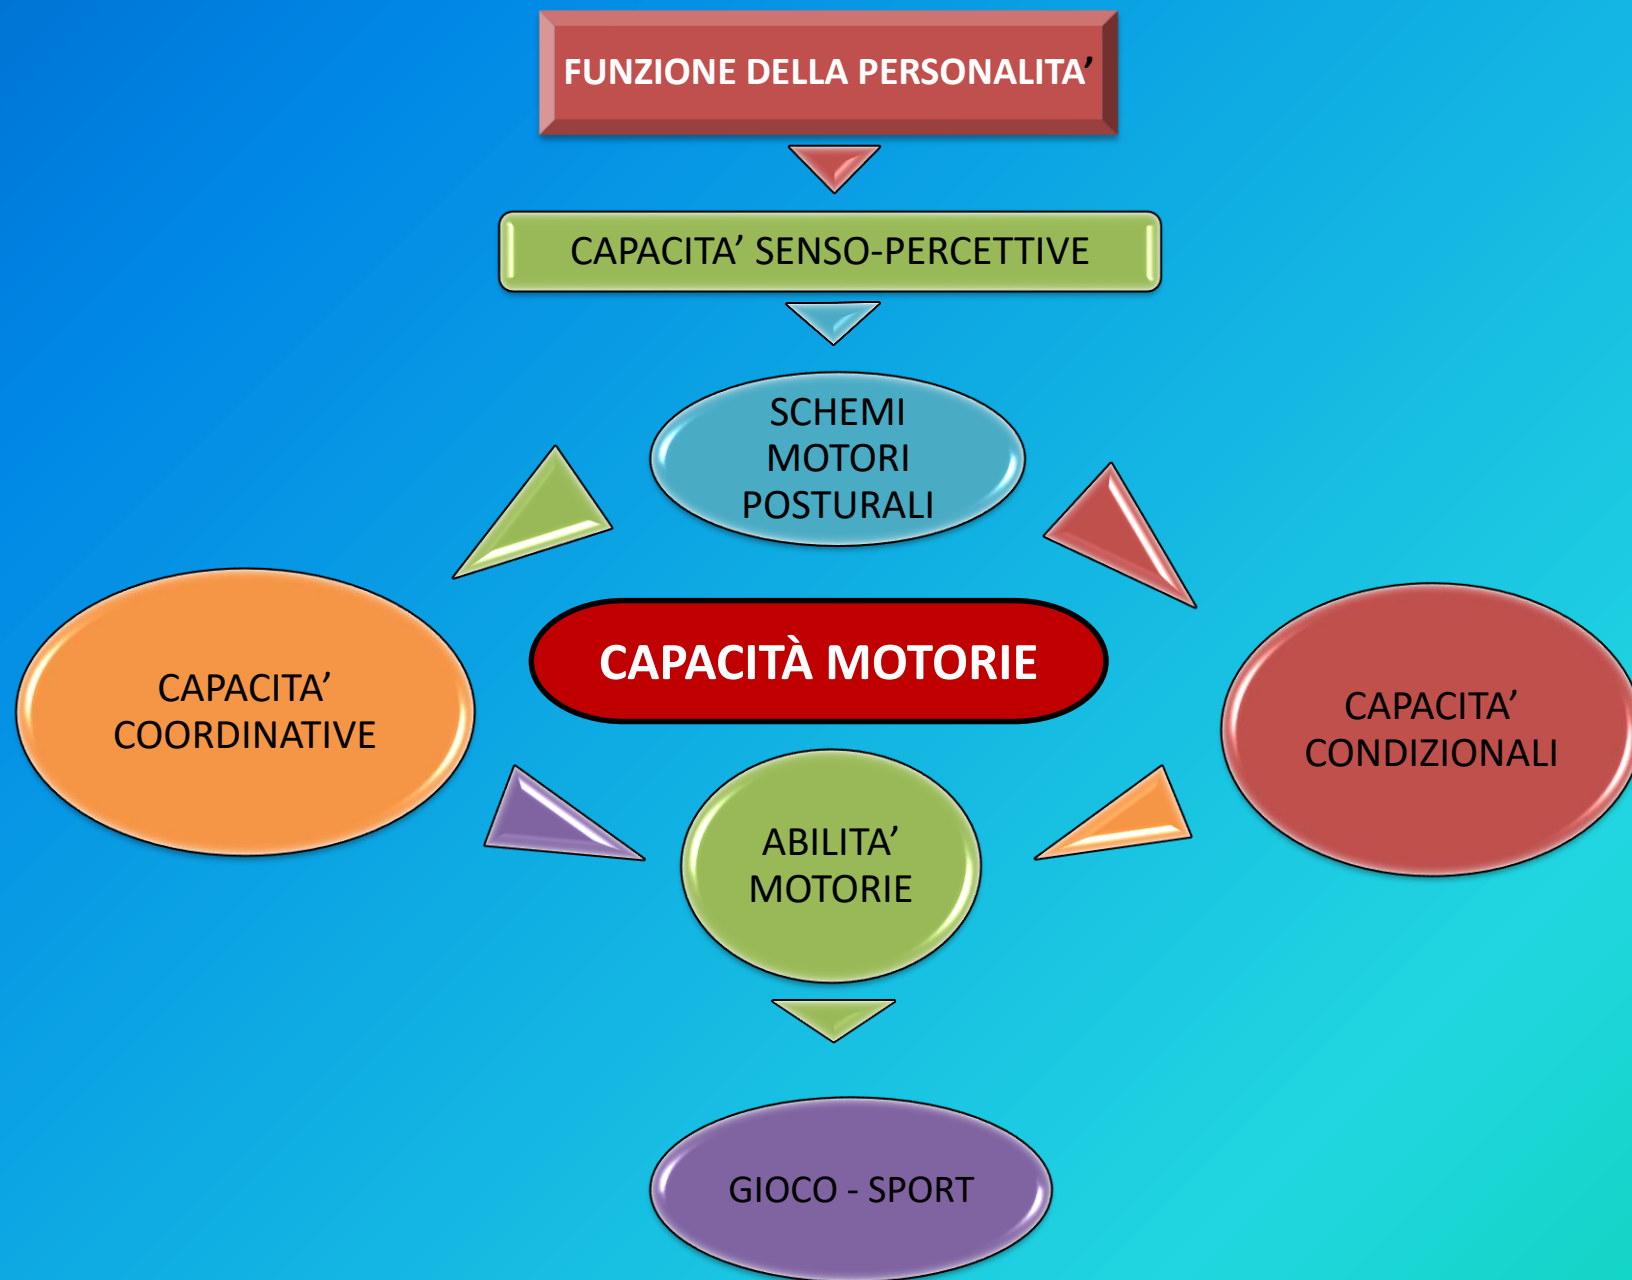 FUNZIONE DELLA PERSONALITA’
CAPACITA’ SENSO-PERCETTIVE
SCHEMI
MOTORI
POSTURALI
CAPACITÀ MOTORIE
CAPACITA’
COORDINATIVE
CAPACITA’
CONDIZIONALI
ABILITA’
MOTORIE
GIOCO - SPORT